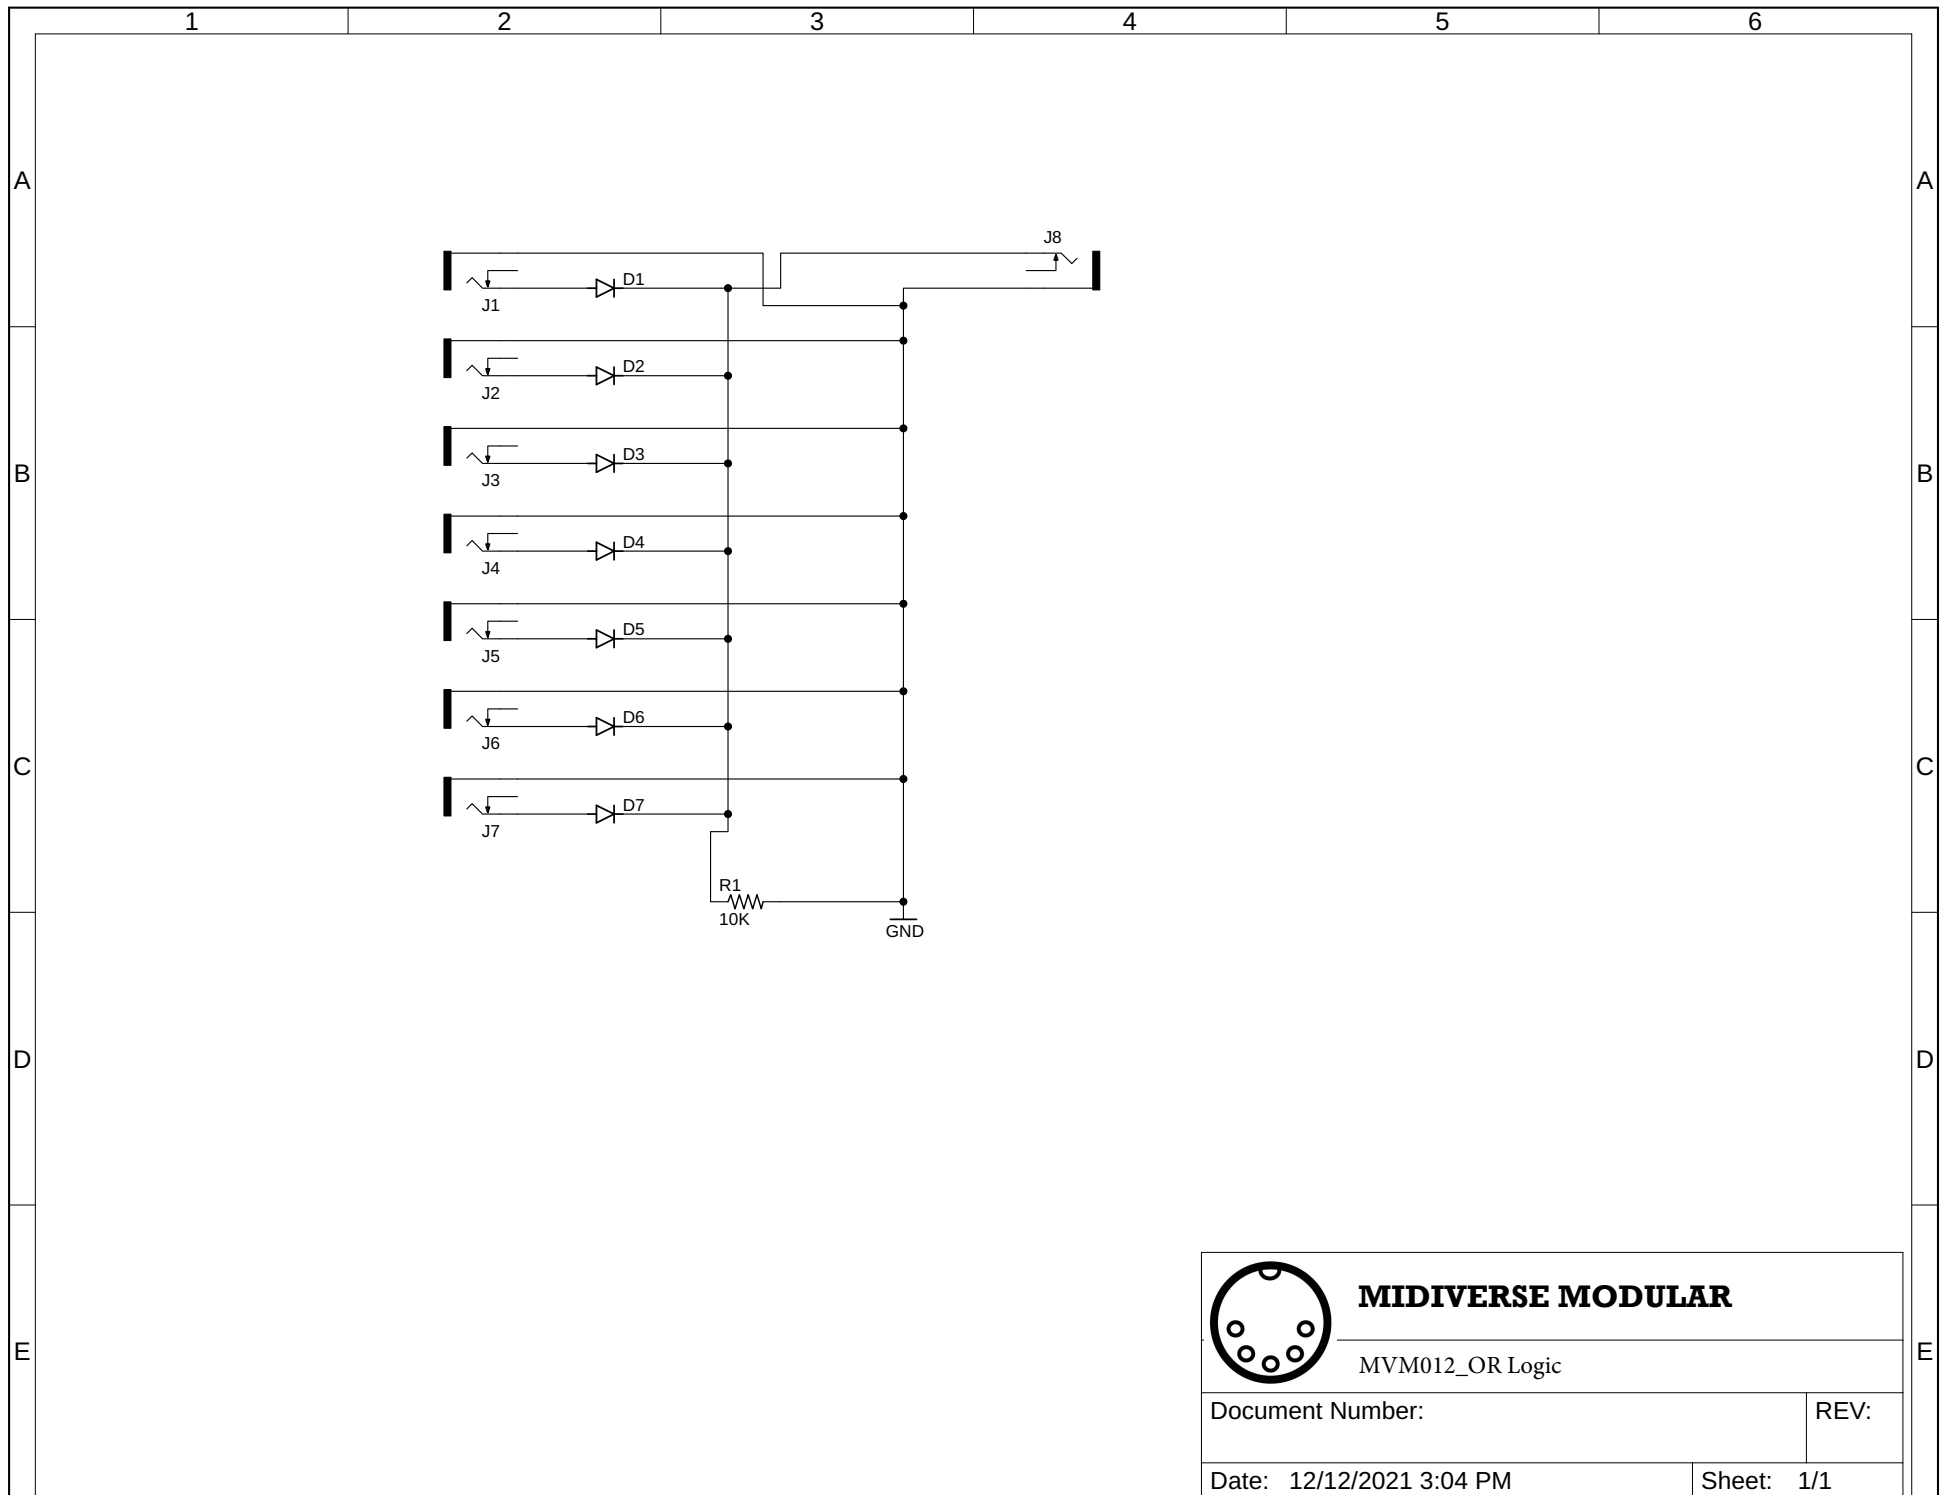 1 2 3 4 5 6
A A
J8
D1
J1
D2
J2
D3
B B
J3
D4
J4
D5
J5
D6
J6
C C
D7
J7
R1
10K
GND
D D
MIDIVERSE MODULAR
E E
MVM012_OR Logic
Document Number: REV:
Date: 12/12/2021 3:04 PM Sheet: 1/1